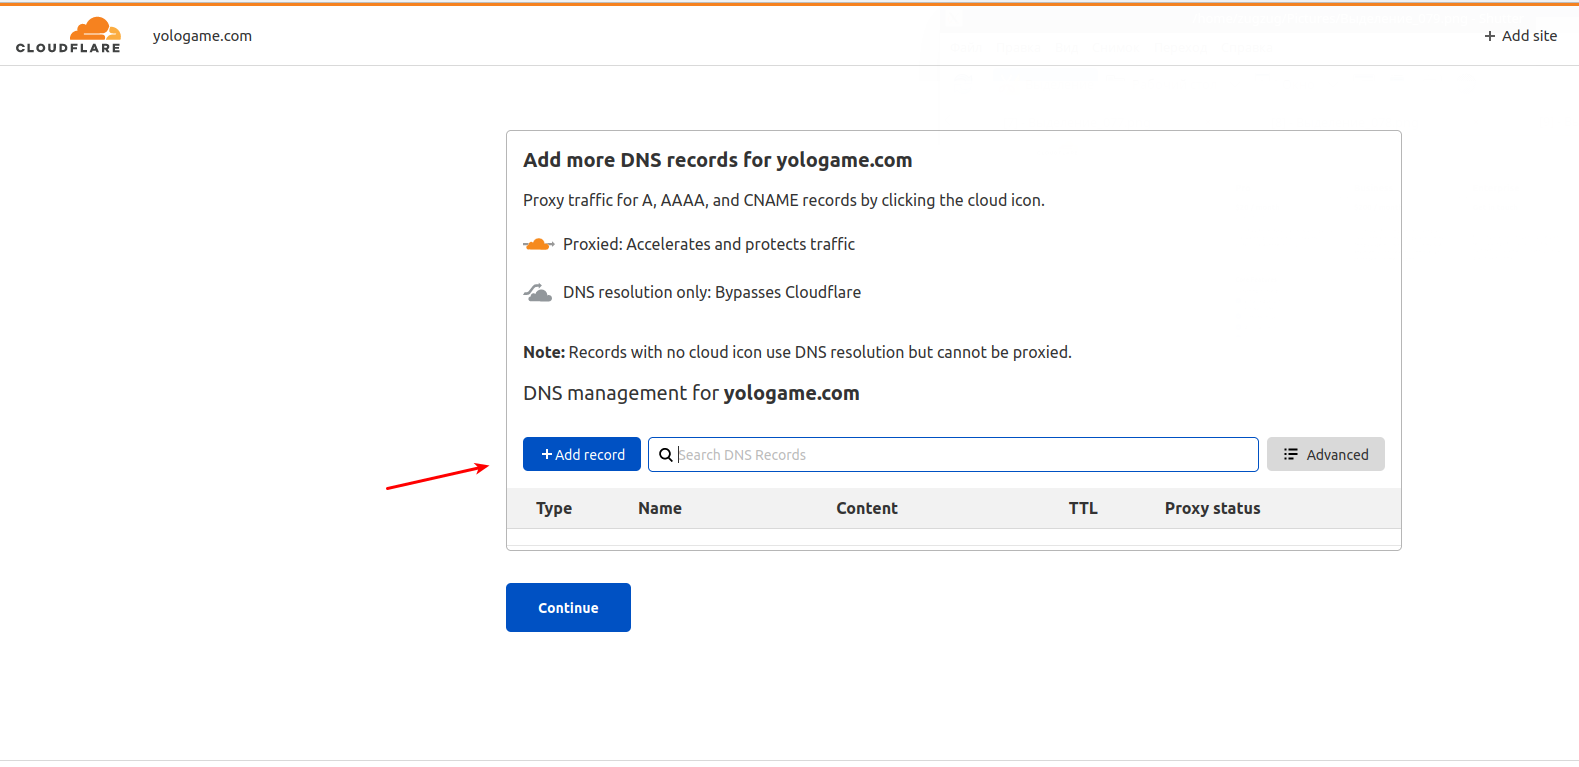 CLOUDFLARE
yologame.com
+ Add site
Add more DNS records for yologame.com
Proxy traffic for A, AAAA, and CNAME records by clicking the cloud icon.
Proxied: Accelerates and protects traffic
DNS resolution only: Bypasses Cloudflare
Note: Records with no cloud icon use DNS resolution but cannot be proxied.
DNS management for yologame.com
+ Add record
Search DNS Records
Advanced
Type Name Content TTL Proxy status
Continue